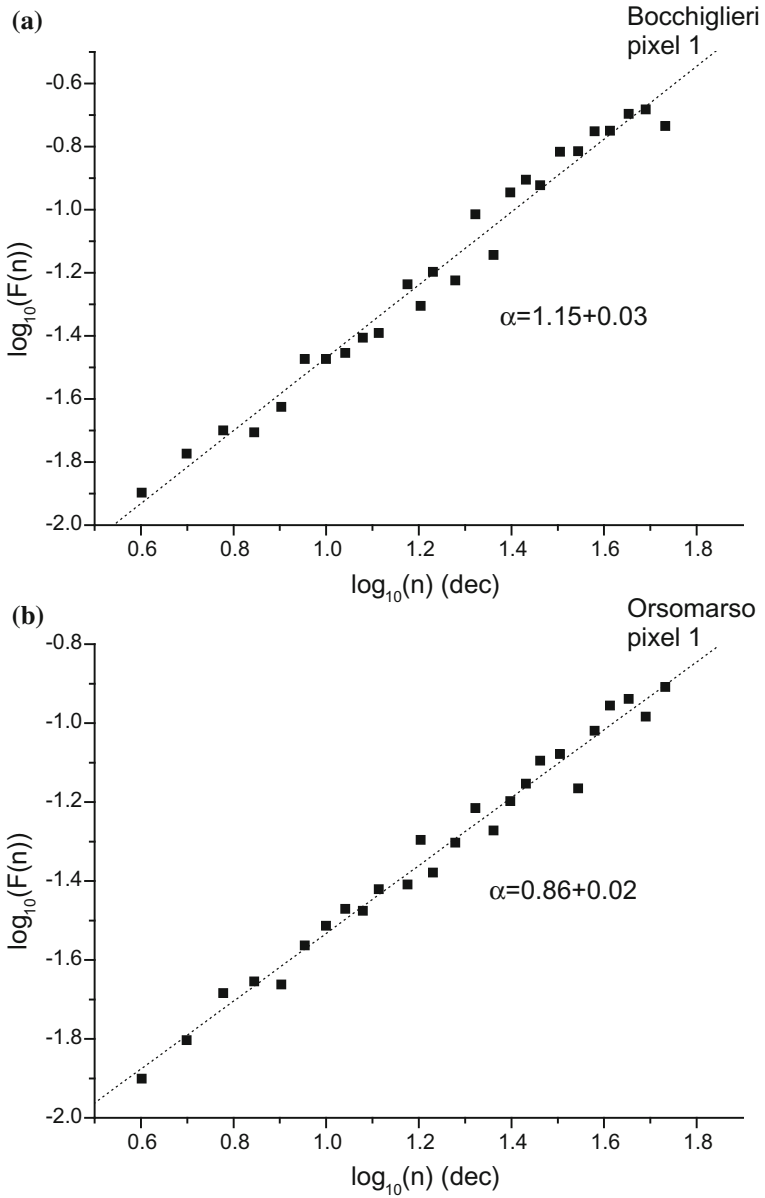 (a)
Bocchiglieri
pixel 1
-0.6
-0.8
-1.0
-1.2
-1.4
-1.6
-1.8
-2.0
log10(F(n))
α=1.15+0.03
0.6 0.8 1.0 1.2 1.4 1.6 1.8
log10(n) (dec)
(b)
Orsomarso
pixel 1
-0.8
-1.0
-1.2
-1.4
-1.6
-1.8
-2.0
log10(F(n))
α=0.86+0.02
0.6 0.8 1.0 1.2 1.4 1.6 1.8
log10(n) (dec)